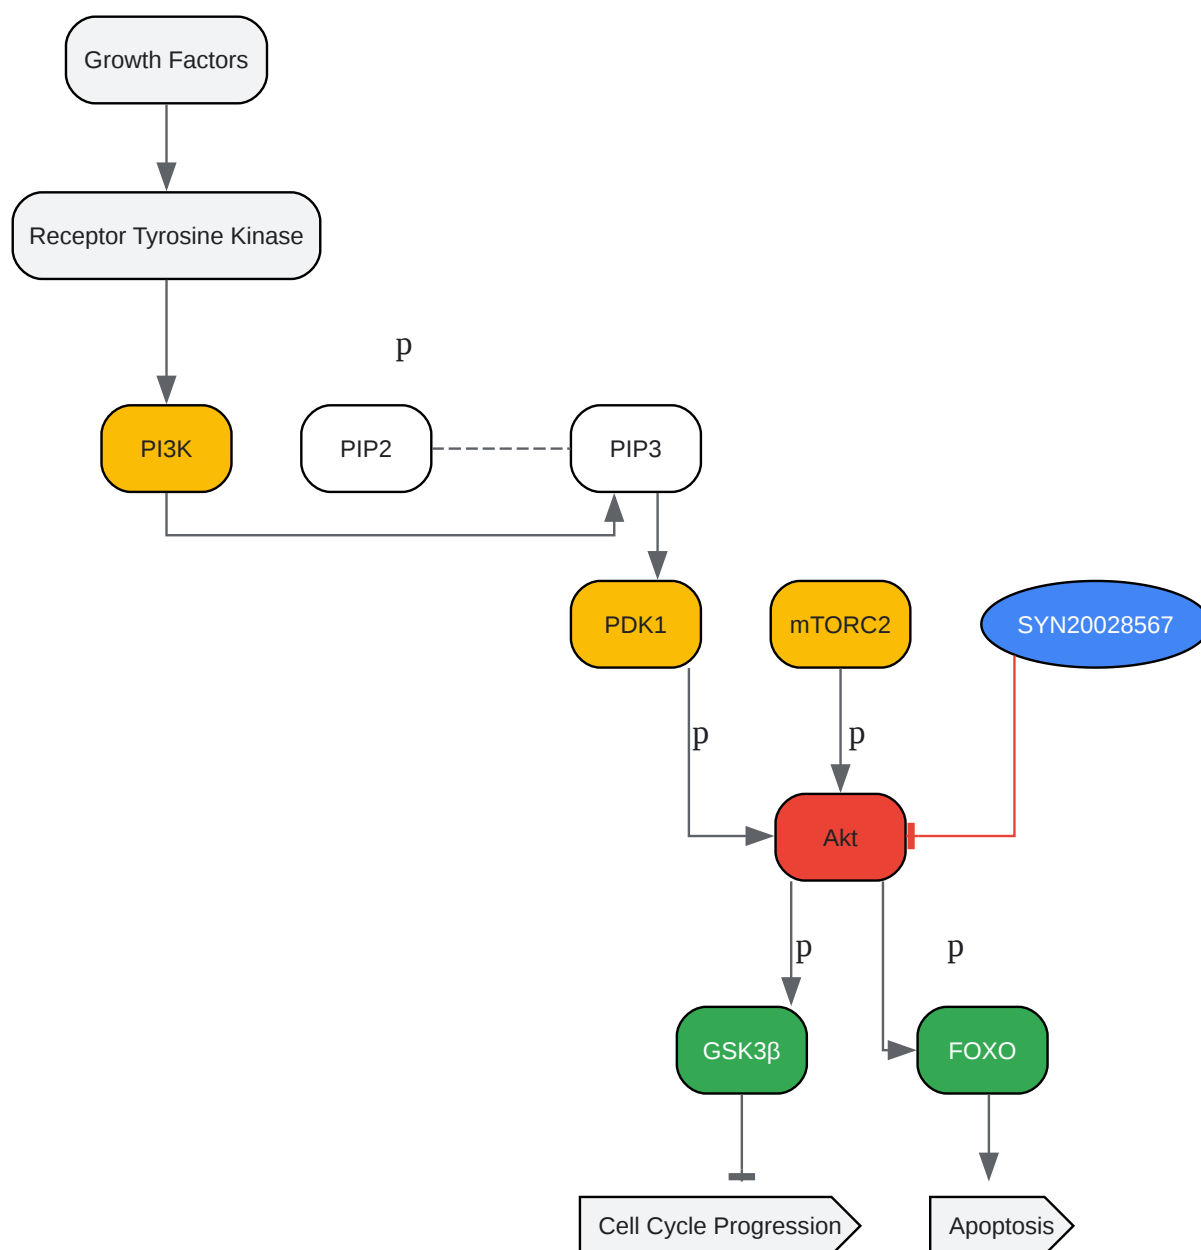 Growth Factors
Receptor Tyrosine Kinase
p
PI3K
PIP2
PIP3
PDK1
mTORC2
SYN20028567
p
p
Akt
p
p
GSK3β
FOXO
Cell Cycle Progression
Apoptosis